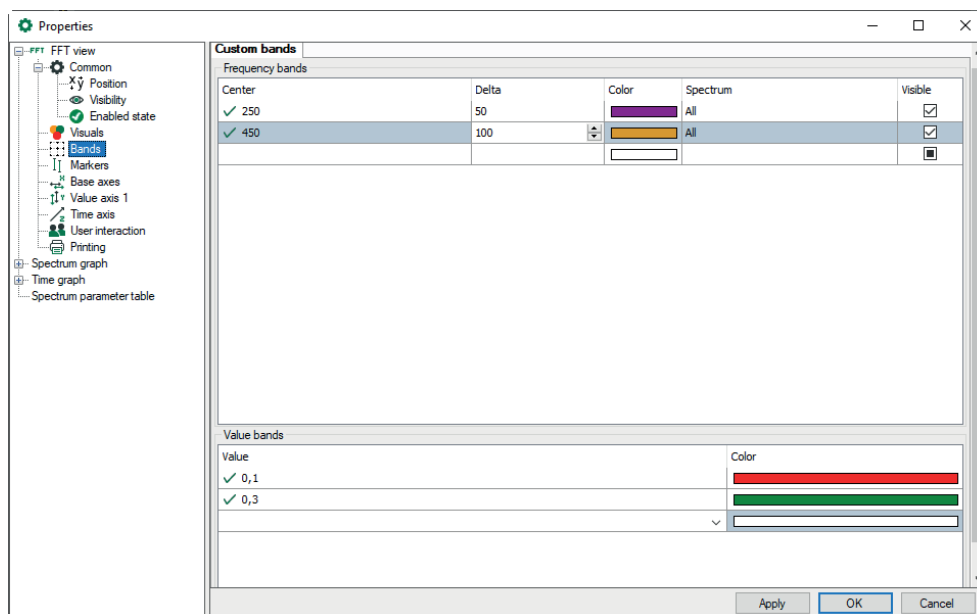 Properties
FFT FFT view
Common
x y Position
Visibility
Enabled state
Visuals
Bands
Markers
x Base axes
Y Value axis 1
z Time axis
User interaction
Printing
Spectrum graph
Time graph
Spectrum parameter table
Custom bands
Frequency bands
Center Delta Color Spectrum Visible
250 50 All
450 100 All
Value bands
Value Color
0,1
0,3
Apply OK Cancel